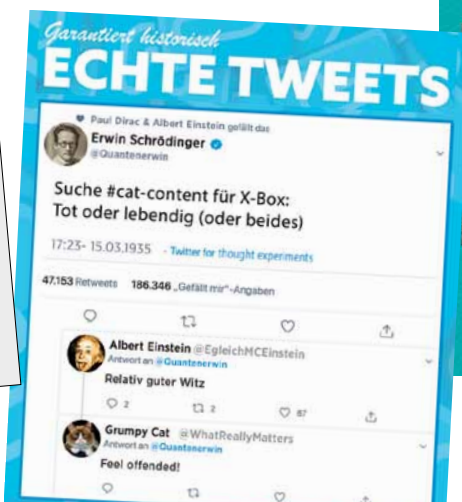 Garantiert historisch
ECHTE TWEETS
Paul Dirac & Albert Einstein gefällt das
Erwin Schrödinger
@Quantenerwin
Suche #cat-content für X-Box:
Tot oder lebendig (oder beides)
17:23- 15.03.1935 - Twitter for thought experiments
47.153 Retweets 186.346 „Gefällt mir“-Angaben
Albert Einstein @EgleichMCEinstein
Antwort an @Quantenerwin
Relativ guter Witz
2 2 87
Grumpy Cat @WhatReallyMatters
Antwort an @Quantenerwin
Feel offended!